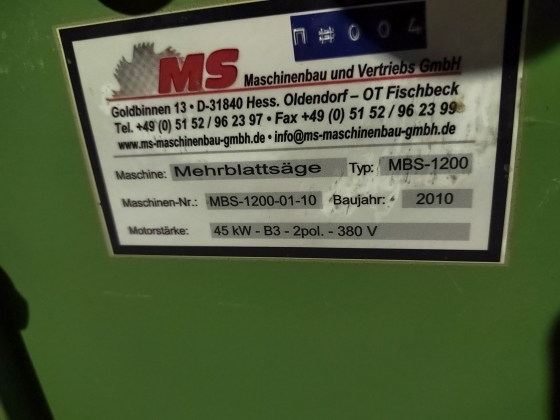 n#004
MS Maschinenbau und Vertriebs GmbH
Goldbinnen 13 • D-31840 Hess. Oldendorf – OT Fischbeck
Tel. +49 (0) 51 52 / 96 23 97 • Fax +49 (0) 51 52 / 96 23 99
www.ms-maschinenbau-gmbh.de • info@ms-maschinenbau-gmbh.de
Maschine: Mehrblattsäge Typ: MBS-1200
Maschinen-Nr.: MBS-1200-01-10 Baujahr: 2010
Motorstärke: 45 kW - B3 - 2pol. - 380 V